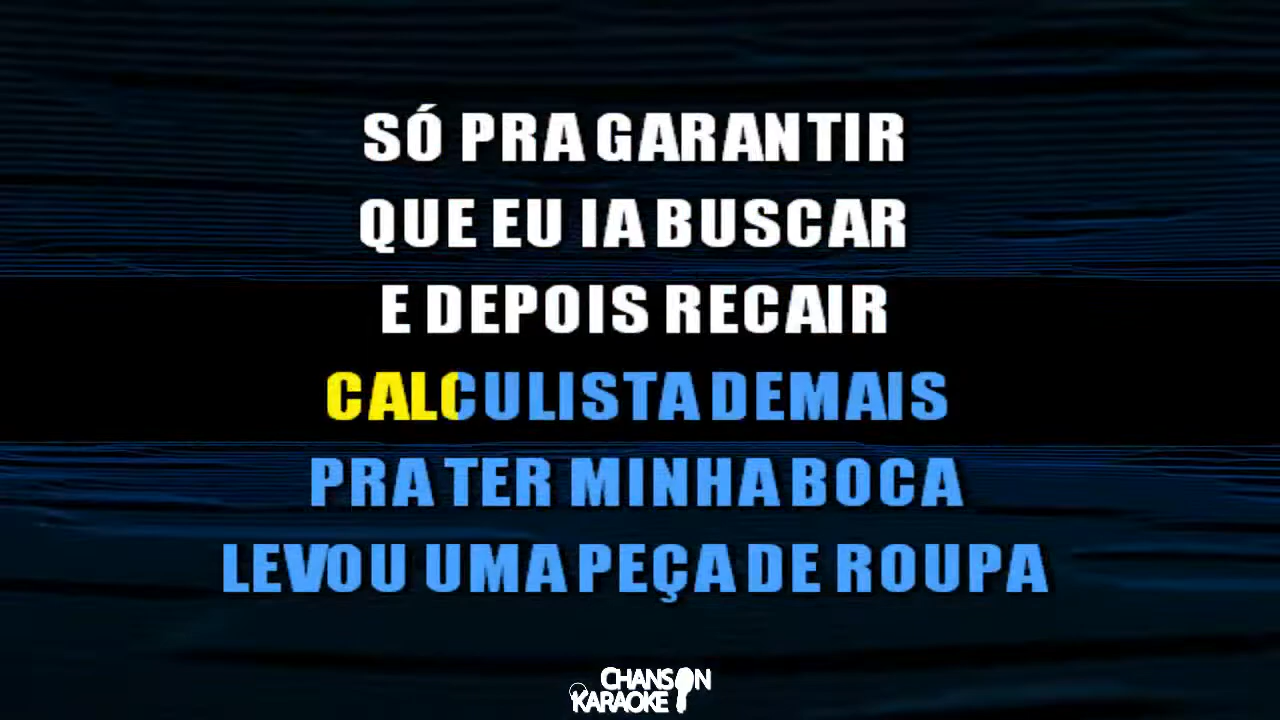 SÓ PRA GARANTIR
QUE EU IA BUSCAR
E DEPOIS RECAIR
CALCULISTA DEMAIS
PRA TER MINHA BOCA
LEVOU UMA PEÇA DE ROUPA
CHANSON
KARAOKE